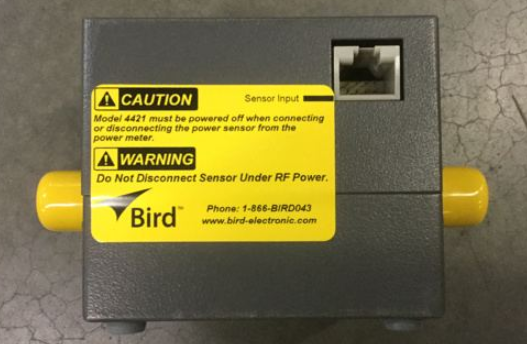 CAUTION
Sensor Input
Model 4421 must be powered off when connecting
or disconnecting the power sensor from the
power meter.
WARNING
Do Not Disconnect Sensor Under RF Power.
Bird™
Phone: 1-866-BIRD043
www.bird-electronic.com